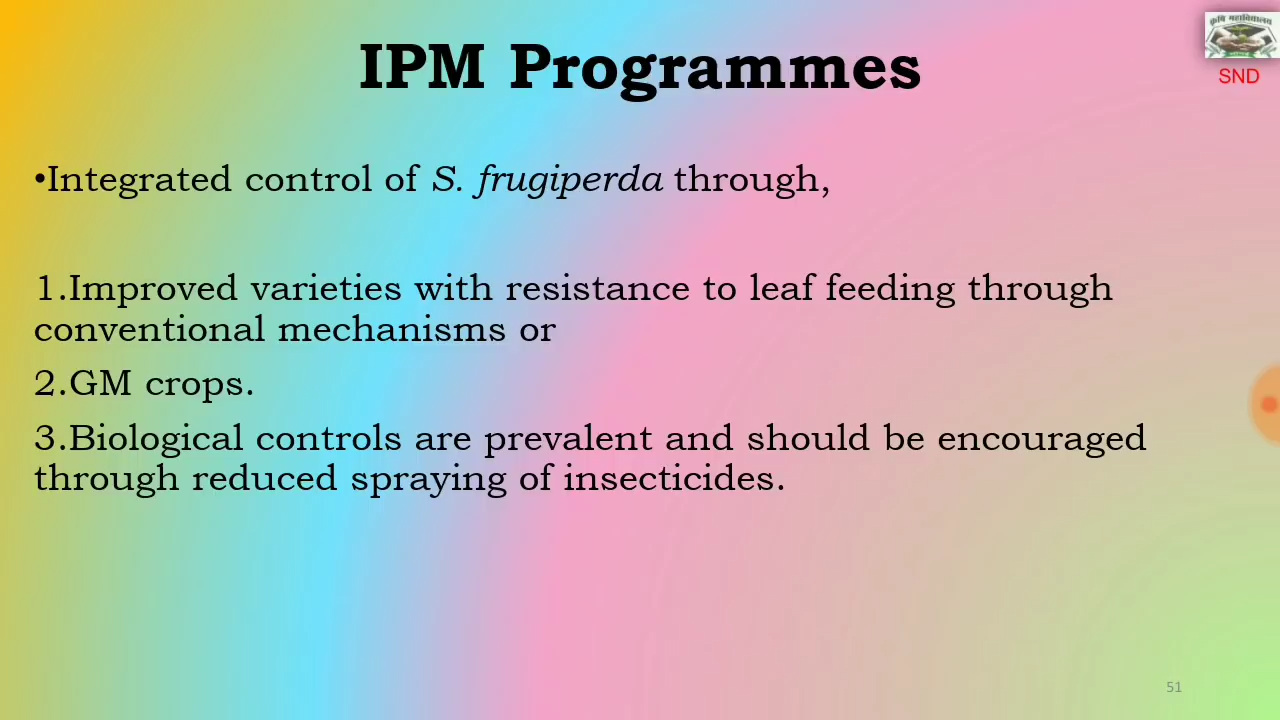 IPM Programmes
कृषि महाविद्यालय
SND
•Integrated control of S. frugiperda through,
1.Improved varieties with resistance to leaf feeding through
conventional mechanisms or
2.GM crops.
3.Biological controls are prevalent and should be encouraged
through reduced spraying of insecticides.
51